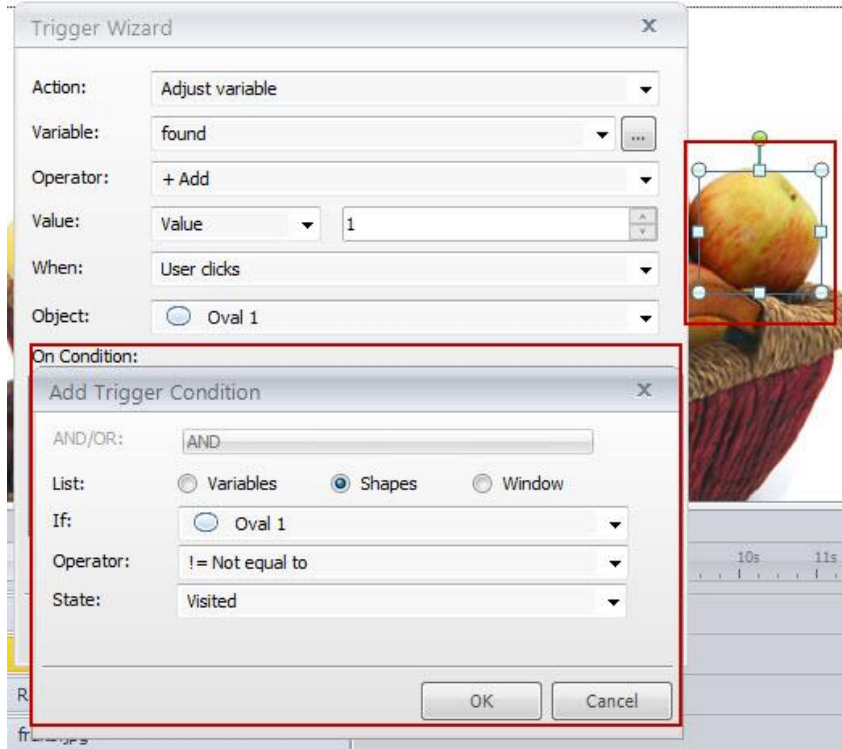 Trigger Wizard x
Action: Adjust variable
Variable: found ...
Operator: + Add
Value: Value 1
When: User clicks
Object: Oval 1
On Condition:
Add Trigger Condition x
AND/OR: AND
List: Variables Shapes Window
If: Oval 1
Operator: != Not equal to
State: Visited
10s 11s
OK Cancel
R